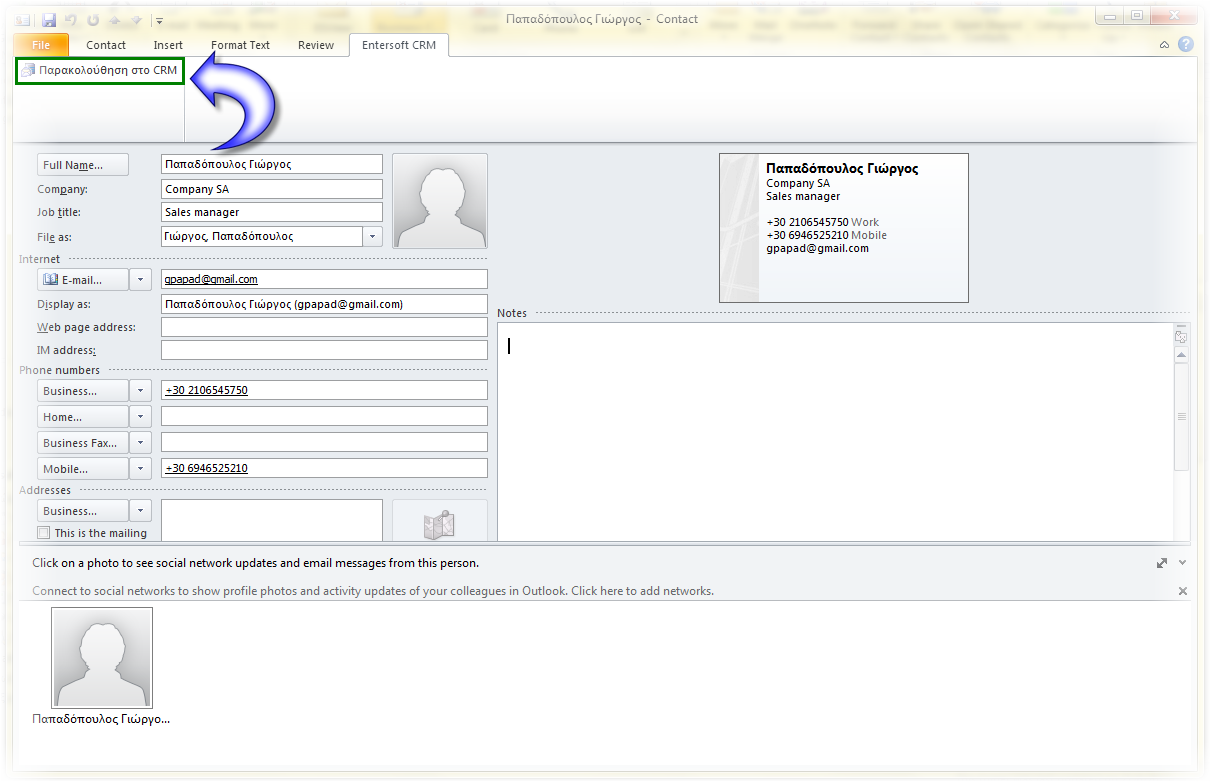 Παπαδόπουλος Γιώργος - Contact
File Contact Insert Format Text Review Entersoft CRM
Παρακολούθηση στο CRM
Full Name... Παπαδόπουλος Γιώργος
Company: Company SA
Job title: Sales manager
File as: Γιώργος, Παπαδόπουλος
Internet
E-mail... gpapad@gmail.com
Display as: Παπαδόπουλος Γιώργος (gpapad@gmail.com)
Web page address:
IM address:
Phone numbers
Business... +30 2106545750
Home...
Business Fax...
Mobile... +30 6946525210
Addresses
Business...
This is the mailing
Παπαδόπουλος Γιώργος
Company SA
Sales manager
+30 2106545750 Work
+30 6946525210 Mobile
gpapad@gmail.com
Notes
Click on a photo to see social network updates and email messages from this person.
Connect to social networks to show profile photos and activity updates of your colleagues in Outlook. Click here to add networks.
Παπαδόπουλος Γιώργο...